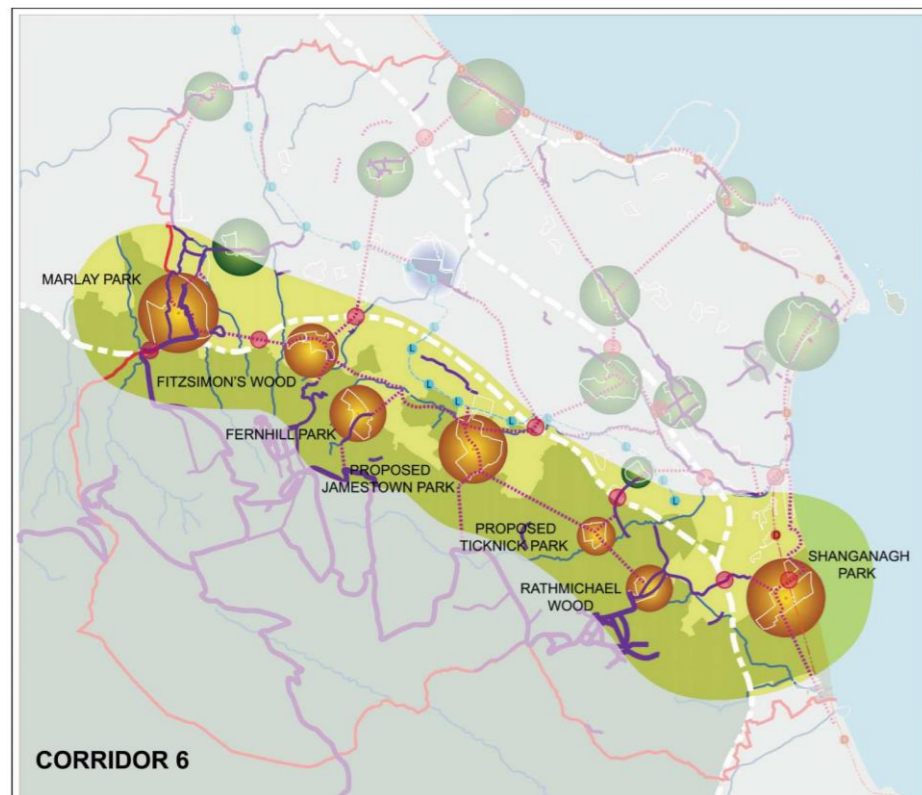 MARLAY PARK
FITZSIMON'S WOOD
FERNHILL PARK
PROPOSED
JAMESTOWN PARK
PROPOSED
TICKNICK PARK
RATHMICHAEL
WOOD
SHANGANAGH
PARK
CORRIDOR 6